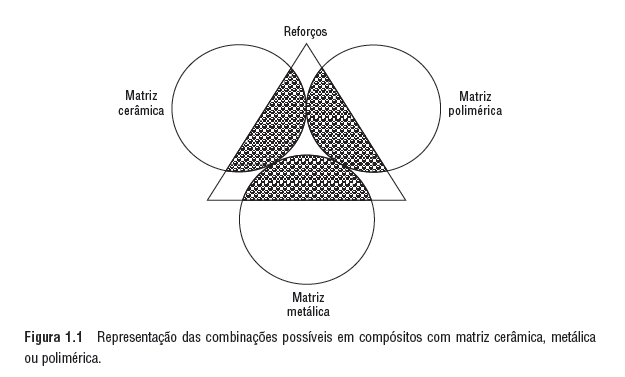 Reforços
Matriz
cerâmica
Matriz
polimérica
Matriz
metálica
Figura 1.1 Representação das combinações possíveis em compósitos com matriz cerâmica, metálica
ou polimérica.